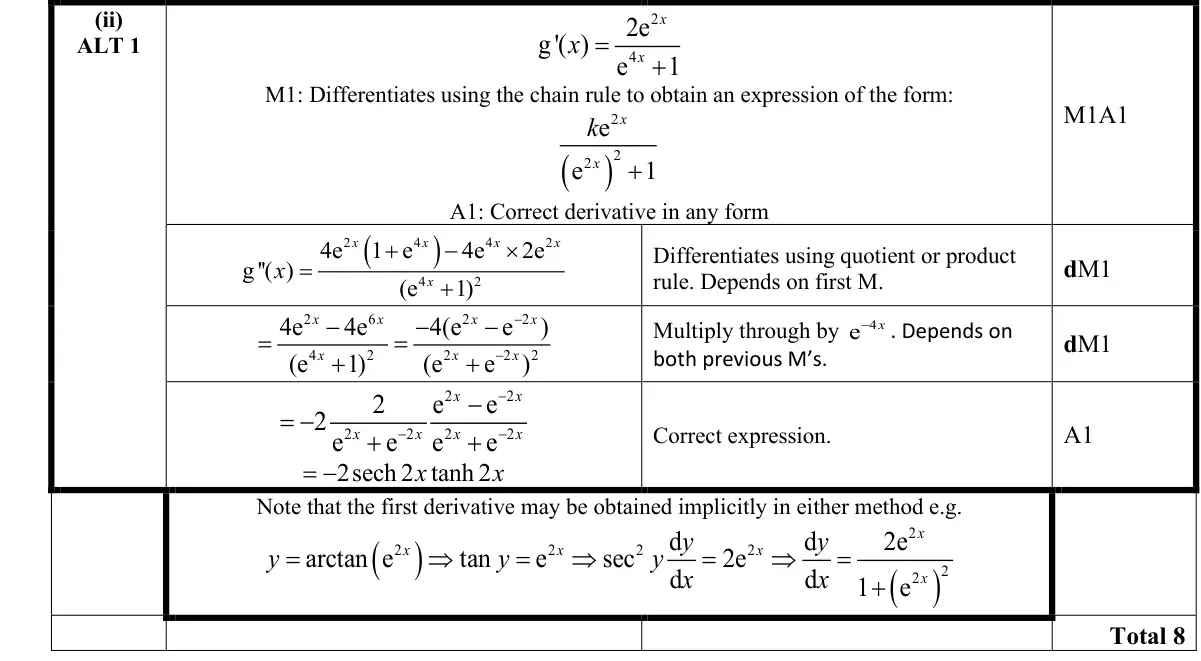 (ii)
ALT 1
g'(x) = 2e^{2x} / (e^{4x} + 1)
M1: Differentiates using the chain rule to obtain an expression of the form:
ke^{2x} / ((e^{2x})^2 + 1)
A1: Correct derivative in any form
M1A1
g''(x) = (4e^{2x}(1 + e^{4x}) − 4e^{4x} × 2e^{2x}) / (e^{4x} + 1)^2
Differentiates using quotient or product
rule. Depends on first M.
dM1
= (4e^{2x} − 4e^{6x}) / (e^{4x} + 1)^2 = −4(e^{2x} − e^{−2x}) / (e^{2x} + e^{−2x})^2
Multiply through by e^{−4x}. Depends on
both previous M’s.
dM1
= −2 2 / (e^{2x} + e^{−2x}) (e^{2x} − e^{−2x}) / (e^{2x} + e^{−2x})
= −2 sech 2x tanh 2x
Correct expression.
A1
Note that the first derivative may be obtained implicitly in either method e.g.
y = arctan(e^{2x}) ⇒ tan y = e^{2x} ⇒ sec^2 y dy/dx = 2e^{2x} ⇒ dy/dx = 2e^{2x} / (1 + (e^{2x})^2)
Total 8